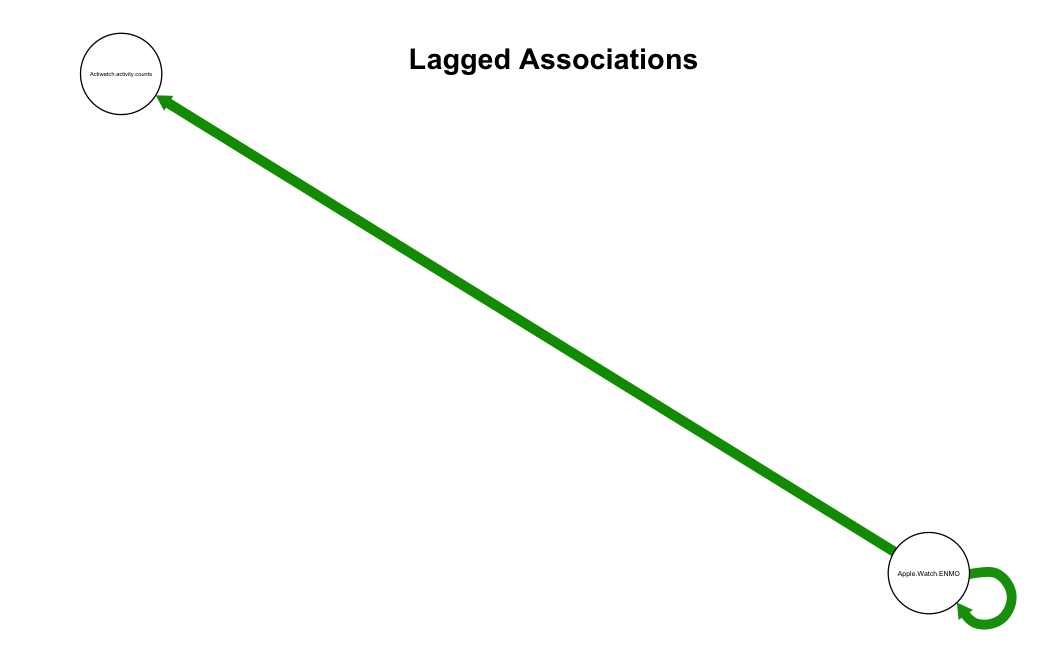 Lagged Associations
Actiwatch.activity.counts
Apple.Watch.ENMO